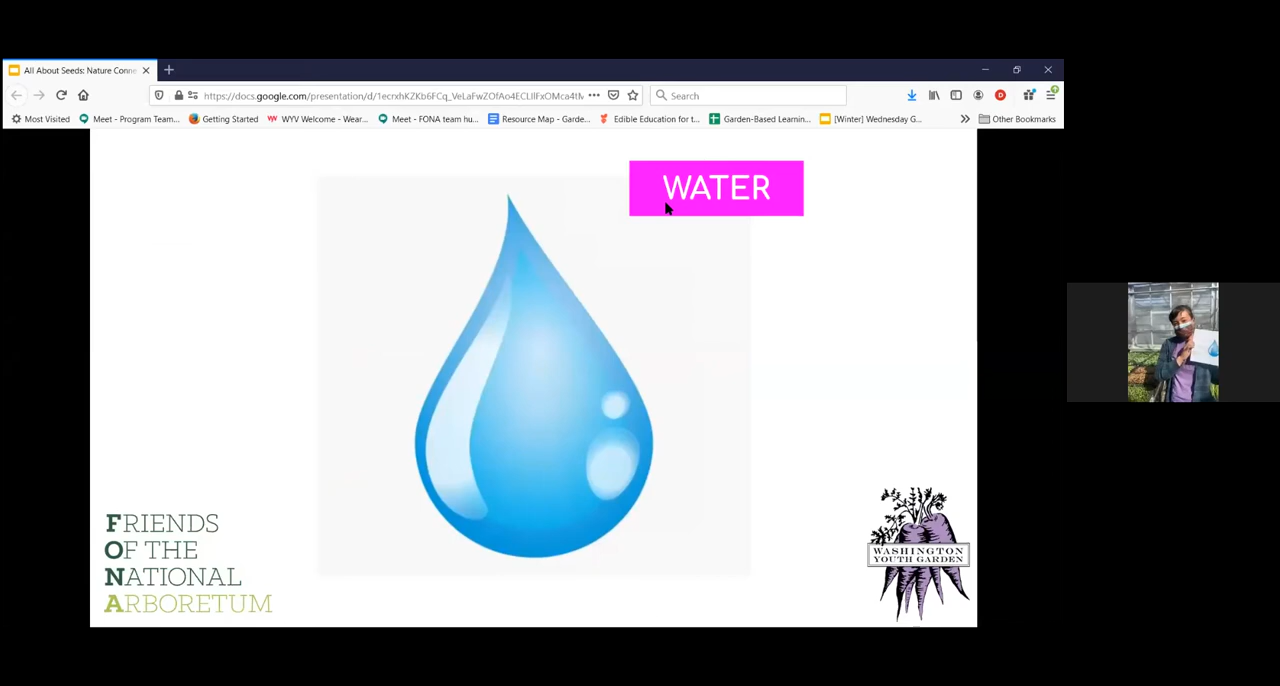 All About Seeds: Nature Conne
docs.google.com/presentation/d/
Search
Most Visited
Meet - Program Team...
Getting Started
WYV Welcome - Wear...
Meet - FONA team hu...
Resource Map - Garde...
Edible Education for t...
Garden-Based Learnin...
[Winter] Wednesday G...
Other Bookmarks
WATER
FRIENDS
OF THE
NATIONAL
ARBORETUM
WASHINGTON
YOUTH GARDEN